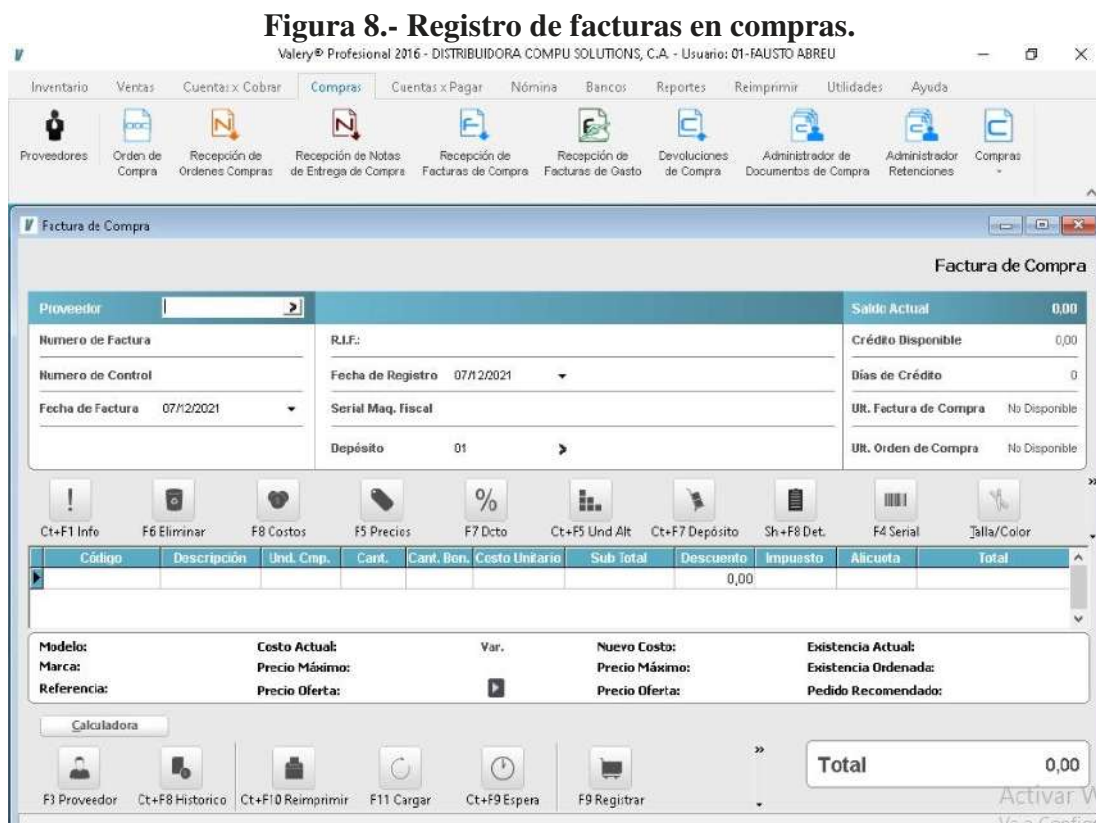 Figura 8.- Registro de facturas en compras.
Valery® Profesional 2016 - DISTRIBUIDORA COMPU SOLUTIONS, C.A. - Usuario: 01-FAUSTO ABREU
Inventario Ventas Cuentas x Cobrar Compras Cuentas x Pagar Nómina Bancos Reportes Reimprimir Utilidades Ayuda
Proveedores Orden de Compra Recepción de Ordenes Compras Recepción de Notas de Entrega de Compra Recepción de Facturas de Compra Recepción de Facturas de Gasto Devoluciones de Compra Administrador de Documentos de Compra Administrador Retenciones Compras
Factura de Compra
Factura de Compra
Proveedor Saldo Actual 0,00
Numero de Factura R.I.F.: Crédito Disponible 0,00
Numero de Control Fecha de Registro 07/12/2021 Días de Crédito 0
Fecha de Factura 07/12/2021 Serial Maq. Fiscal Ult. Factura de Compra No Disponible
Depósito 01 Ult. Orden de Compra No Disponible
Ct+F1 Info F6 Eliminar F8 Costos F5 Precios F7 Dcto Ct+F5 Und Alt Ct+F7 Depósito Sh+F8 Det. F4 Serial Talla/Color
Código Descripción Und. Cmp. Cant. Cant. Bon. Costo Unitario Sub Total Descuento Impuesto Alicuota Total
0,00
Modelo: Costo Actual: Var. Nuevo Costo: Existencia Actual:
Marca: Precio Máximo: Precio Máximo: Existencia Ordenada:
Referencia: Precio Oferta: Precio Oferta: Pedido Recomendado:
Calculadora
Total 0,00
F3 Proveedor Ct+F8 Historico Ct+F10 Reimprimir F11 Cargar Ct+F9 Espera F9 Registrar
Activar